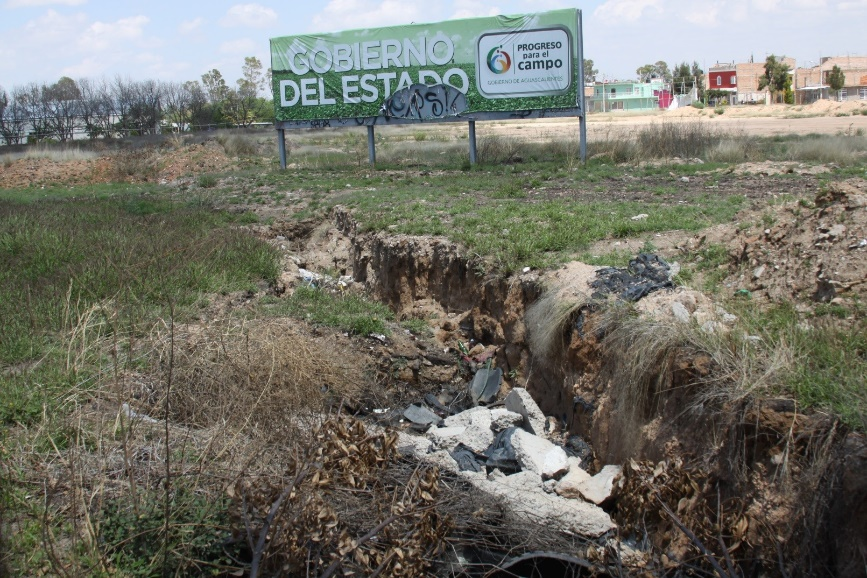 GOBIERNO
DEL ESTADO
PROGRESO
para el
campo
GOBIERNO DE AGUASCALIENTES